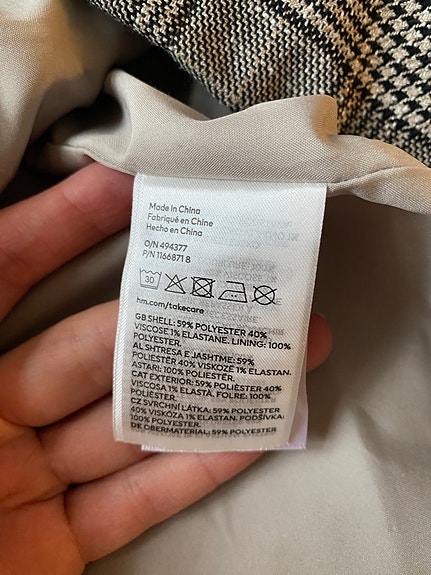 Made in China
Fabriqué en Chine
Hecho en China
O/N 494377
P/N 1166871 8
30
hm.com/takecare
GB SHELL: 59% POLYESTER 40%
VISCOSE 1% ELASTANE. LINING: 100%
POLYESTER.
AL SHTRESA E JASHTME: 59%
POLIESTËR 40% VISKOZË 1% ELASTAN.
ASTARI: 100% POLIESTËR.
CAT EXTERIOR: 59% POLIÈSTER 40%
VISCOSA 1% ELASTÀ. FOLRE: 100%
POLIÈSTER.
CZ SVRCHNÍ LÁTKA: 59% POLYESTER
40% VISKÓZA 1% ELASTAN. PODŠÍVKA:
100% POLYESTER.
DK OBERMATERIAL: 59% POLYESTER